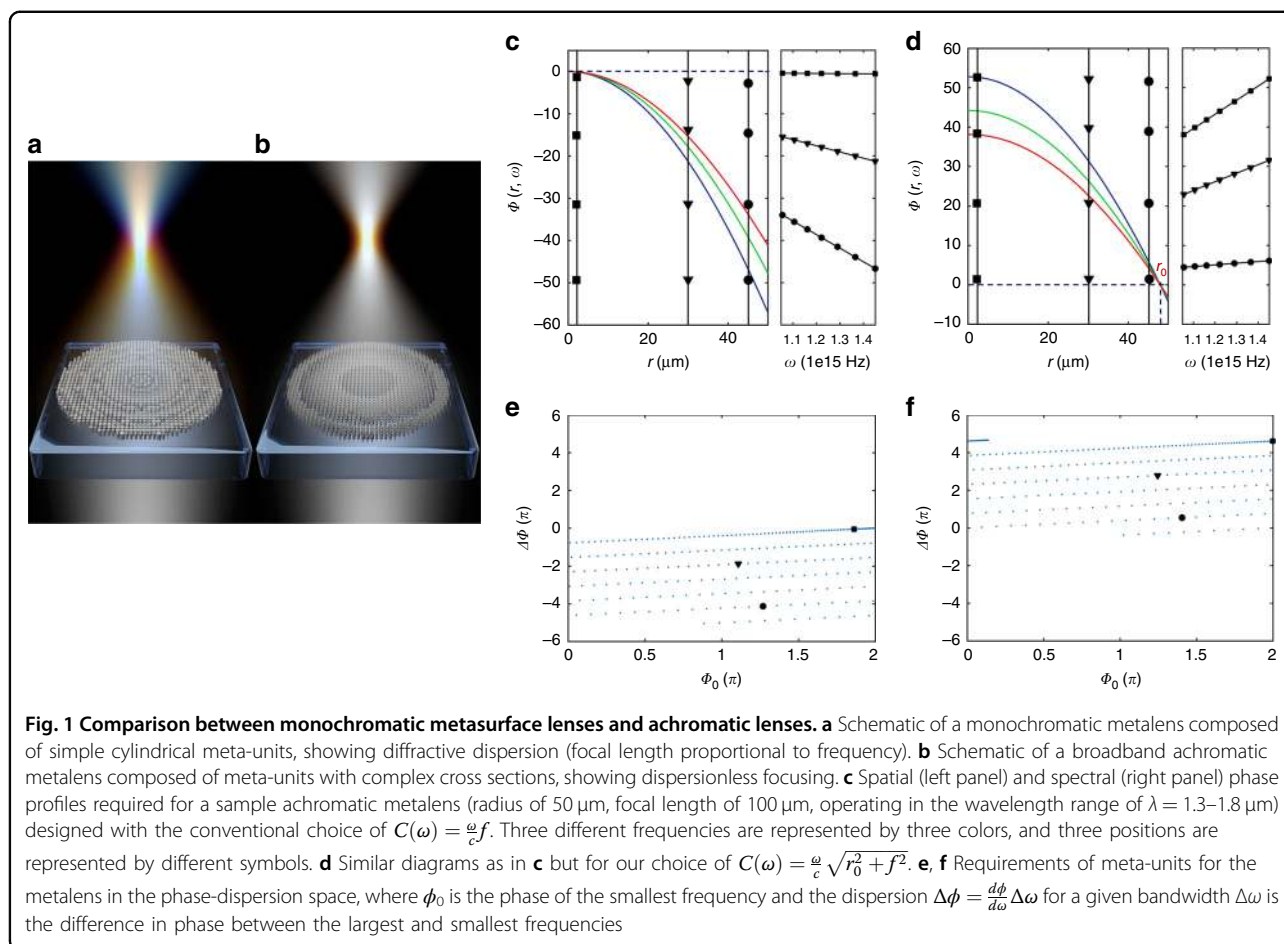 a
b
c
0
−10
−20
−30
−40
−50
−60
Φ (r, ω)
0
20
40
r (μm)
1.1
1.2
1.3
1.4
ω (1e15 Hz)
d
60
50
40
30
20
10
0
−10
Φ (r, ω)
r0
0
20
40
r (μm)
1.1
1.2
1.3
1.4
ω (1e15 Hz)
e
6
4
2
0
−2
−4
−6
ΔΦ (π)
0
0.5
1
1.5
2
Φ0 (π)
f
6
4
2
0
−2
−4
−6
ΔΦ (π)
0
0.5
1
1.5
2
Φ0 (π)
Fig. 1 Comparison between monochromatic metasurface lenses and achromatic lenses. a Schematic of a monochromatic metalens composed
of simple cylindrical meta-units, showing diffractive dispersion (focal length proportional to frequency). b Schematic of a broadband achromatic
metalens composed of meta-units with complex cross sections, showing dispersionless focusing. c Spatial (left panel) and spectral (right panel) phase
profiles required for a sample achromatic metalens (radius of 50 μm, focal length of 100 μm, operating in the wavelength range of λ = 1.3–1.8 μm)
designed with the conventional choice of C(ω) = ω/c f. Three different frequencies are represented by three colors, and three positions are
represented by different symbols. d Similar diagrams as in c but for our choice of C(ω) = ω/c √(r0² + f²). e, f Requirements of meta-units for the
metalens in the phase-dispersion space, where ϕ0 is the phase of the smallest frequency and the dispersion Δϕ = dϕ/dω Δω for a given bandwidth Δω is
the difference in phase between the largest and smallest frequencies